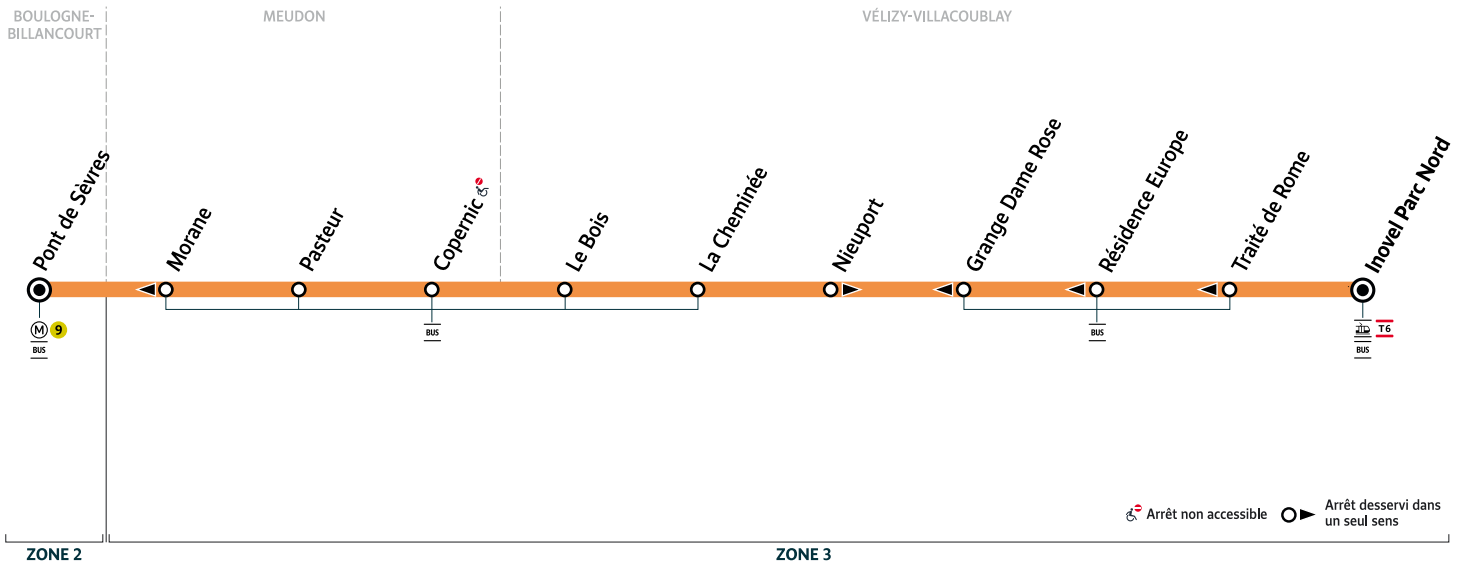 BOULOGNE-
BILLANCOURT
MEUDON
VÉLIZY-VILLACOUBLAY
Pont de Sèvres
Morane
Pasteur
Copernic
Le Bois
La Cheminée
Nieuport
Grange Dame Rose
Résidence Europe
Traité de Rome
Inovel Parc Nord
M 9
BUS
BUS
BUS
T6
BUS
Arrêt non accessible
Arrêt desservi dans
un seul sens
ZONE 2
ZONE 3